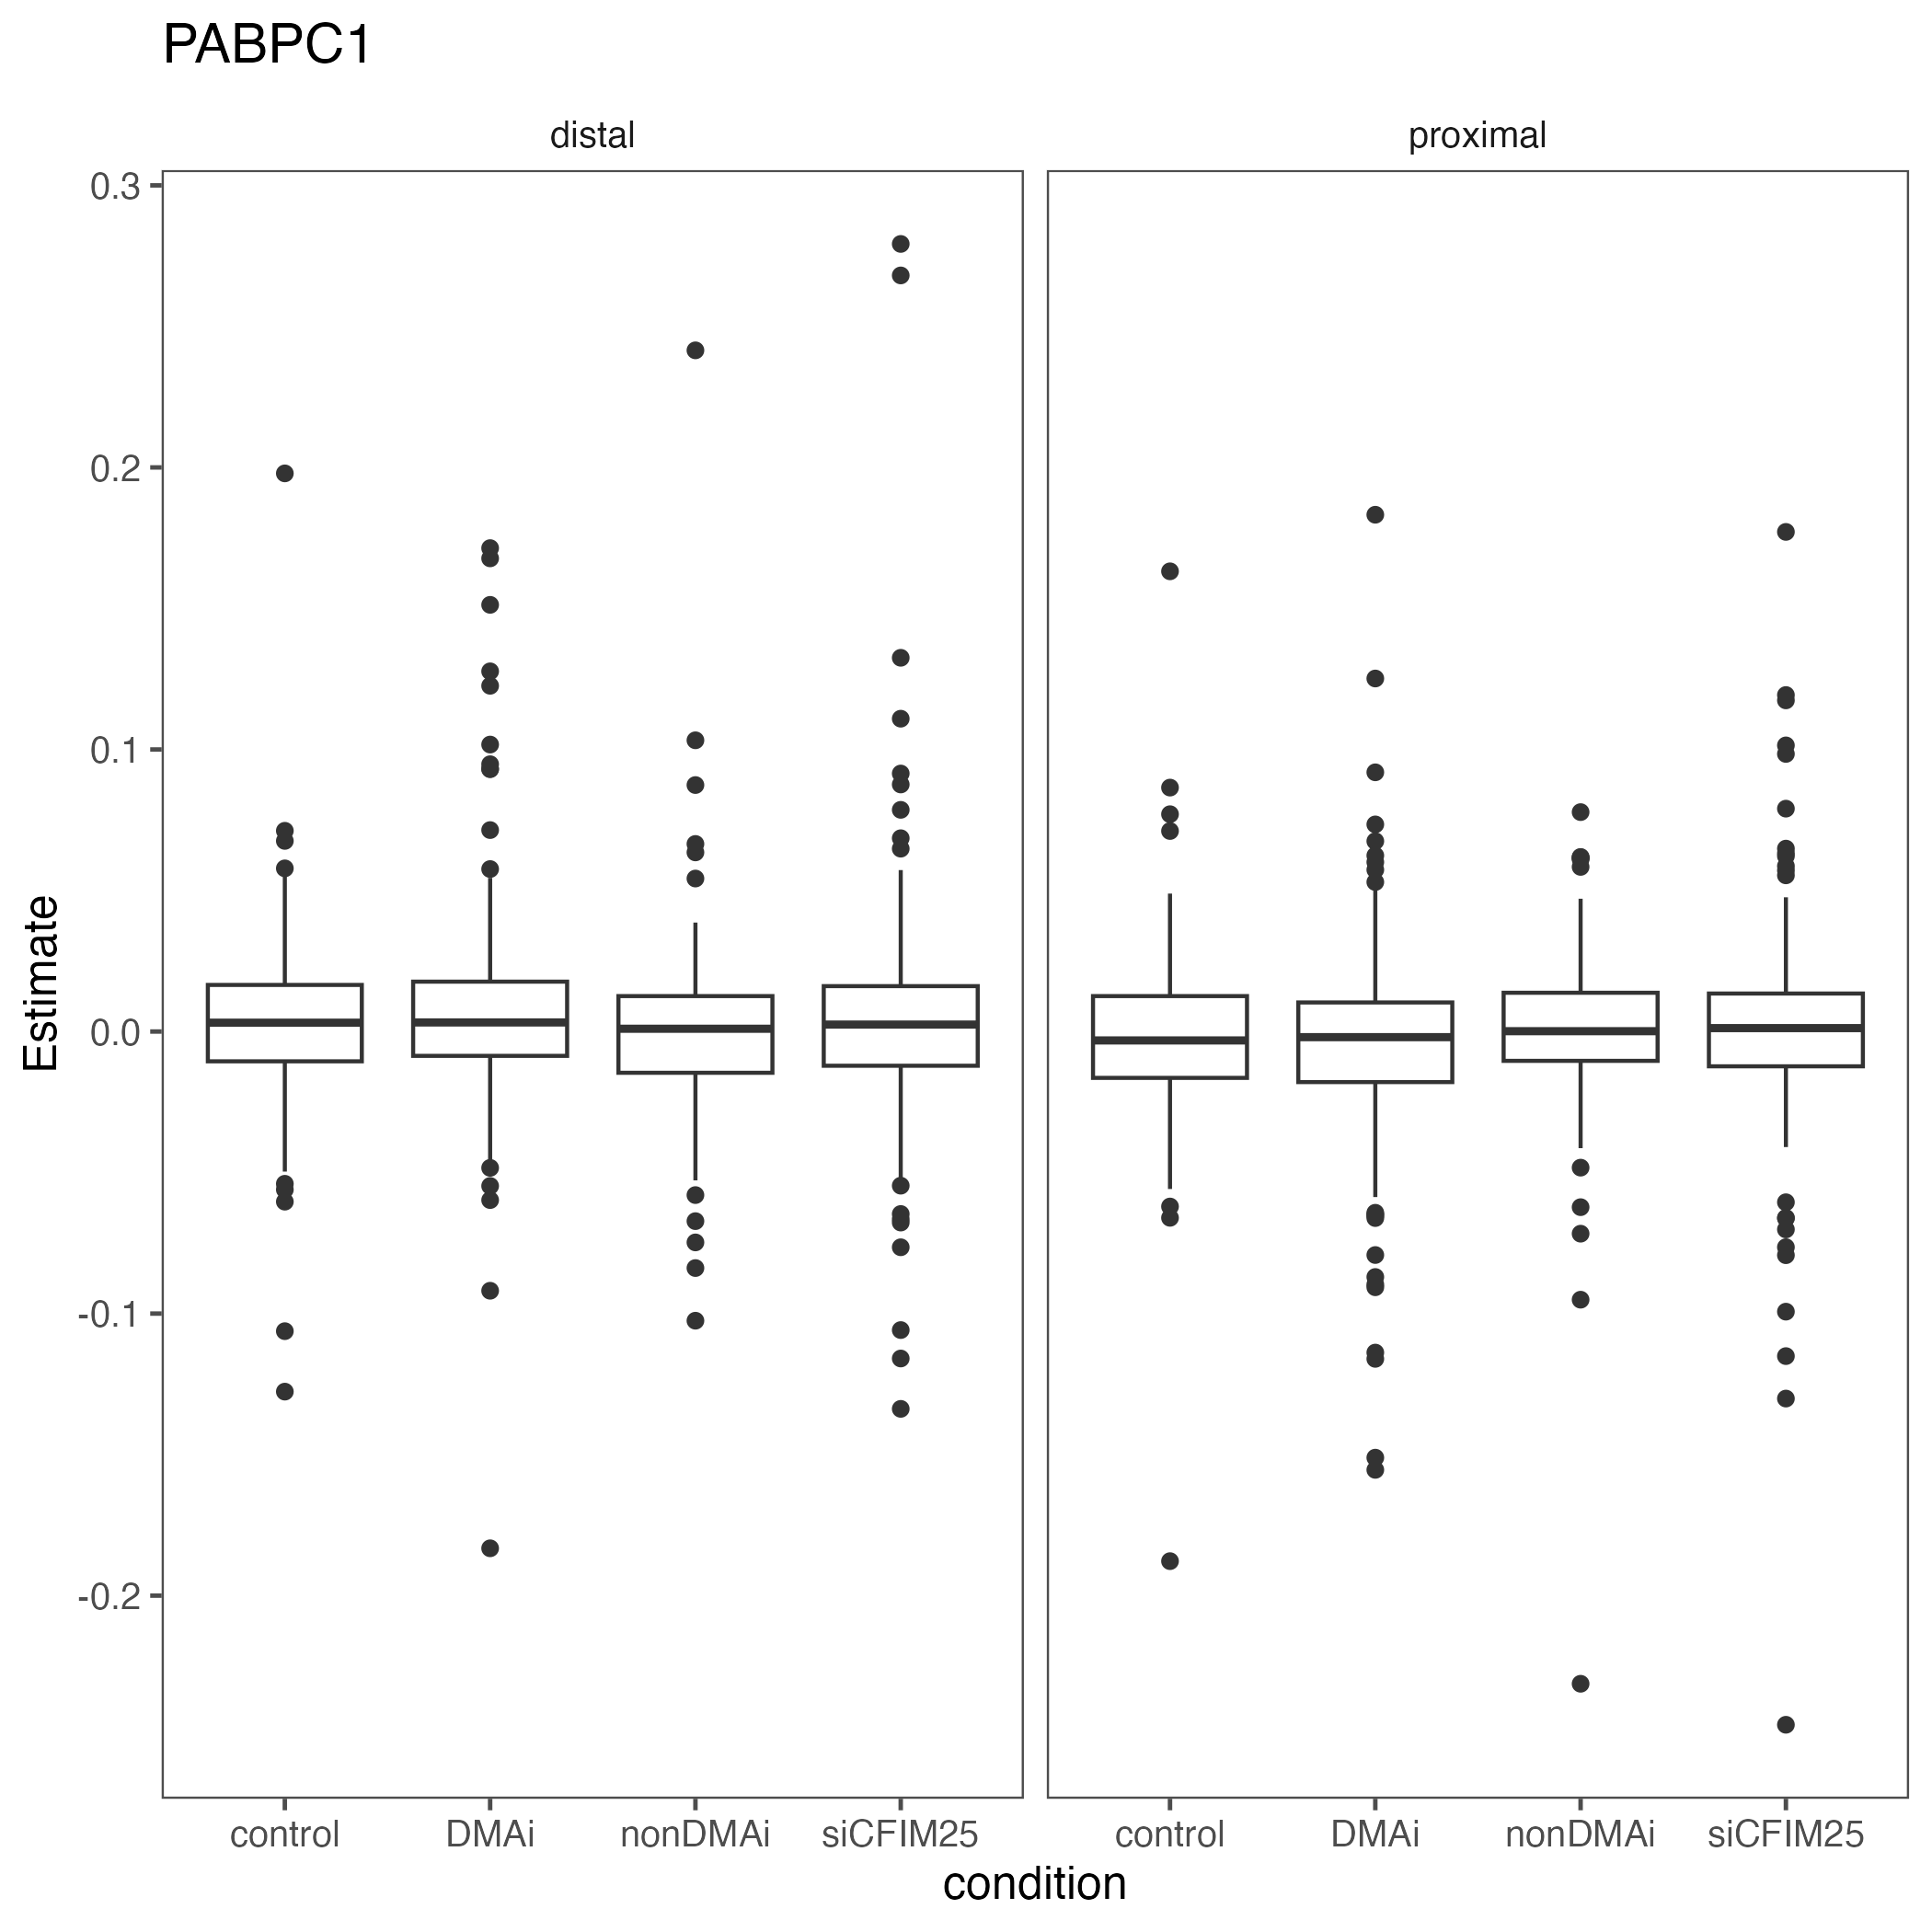 PABPC1
distal
proximal
Estimate
0.3
0.2
0.1
0.0
-0.1
-0.2
control
DMAi
nonDMAi
siCFIM25
control
DMAi
nonDMAi
siCFIM25
condition